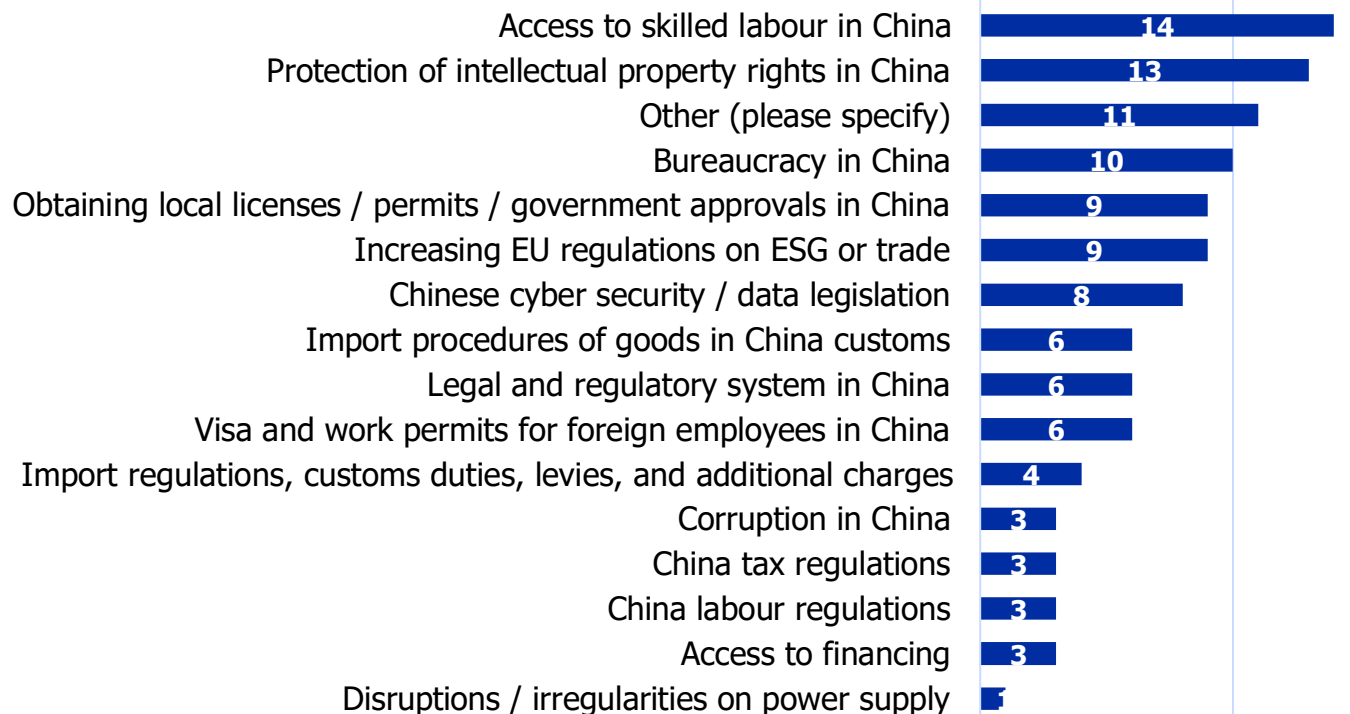 Access to skilled labour in China 14
Protection of intellectual property rights in China 13
Other (please specify) 11
Bureaucracy in China 10
Obtaining local licenses / permits / government approvals in China 9
Increasing EU regulations on ESG or trade 9
Chinese cyber security / data legislation 8
Import procedures of goods in China customs 6
Legal and regulatory system in China 6
Visa and work permits for foreign employees in China 6
Import regulations, customs duties, levies, and additional charges 4
Corruption in China 3
China tax regulations 3
China labour regulations 3
Access to financing 3
Disruptions / irregularities on power supply 1